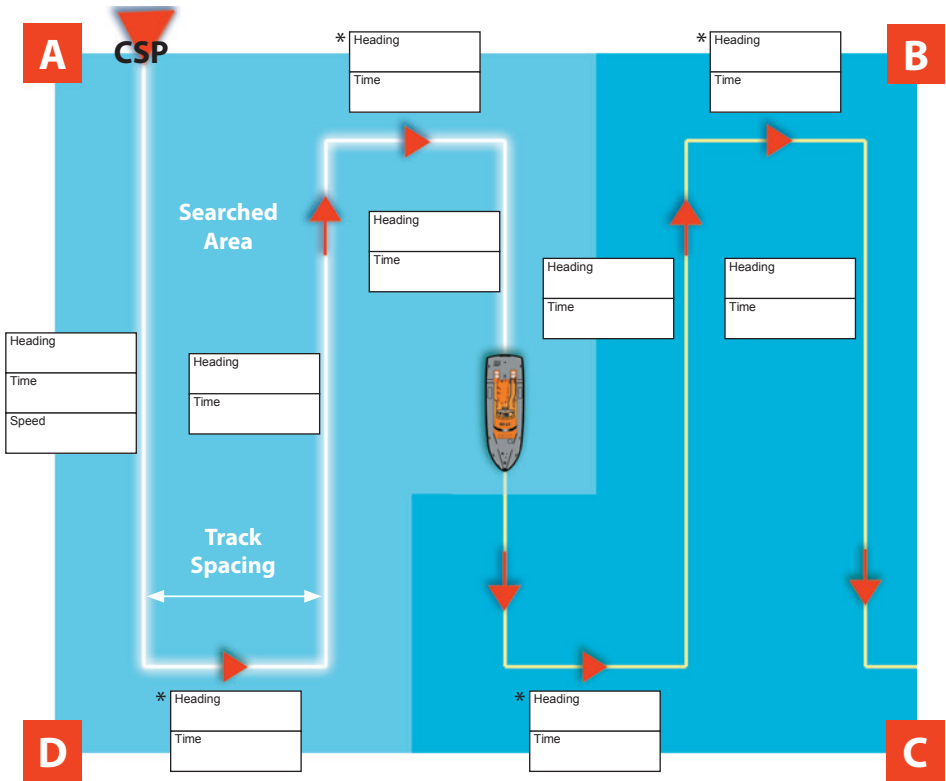 A
CSP
* Heading
Time
* Heading
Time
B
Searched
Area
Heading
Time
Heading
Time
Heading
Time
Heading
Time
Speed
Heading
Time
Track
Spacing
* Heading
Time
* Heading
Time
D
C